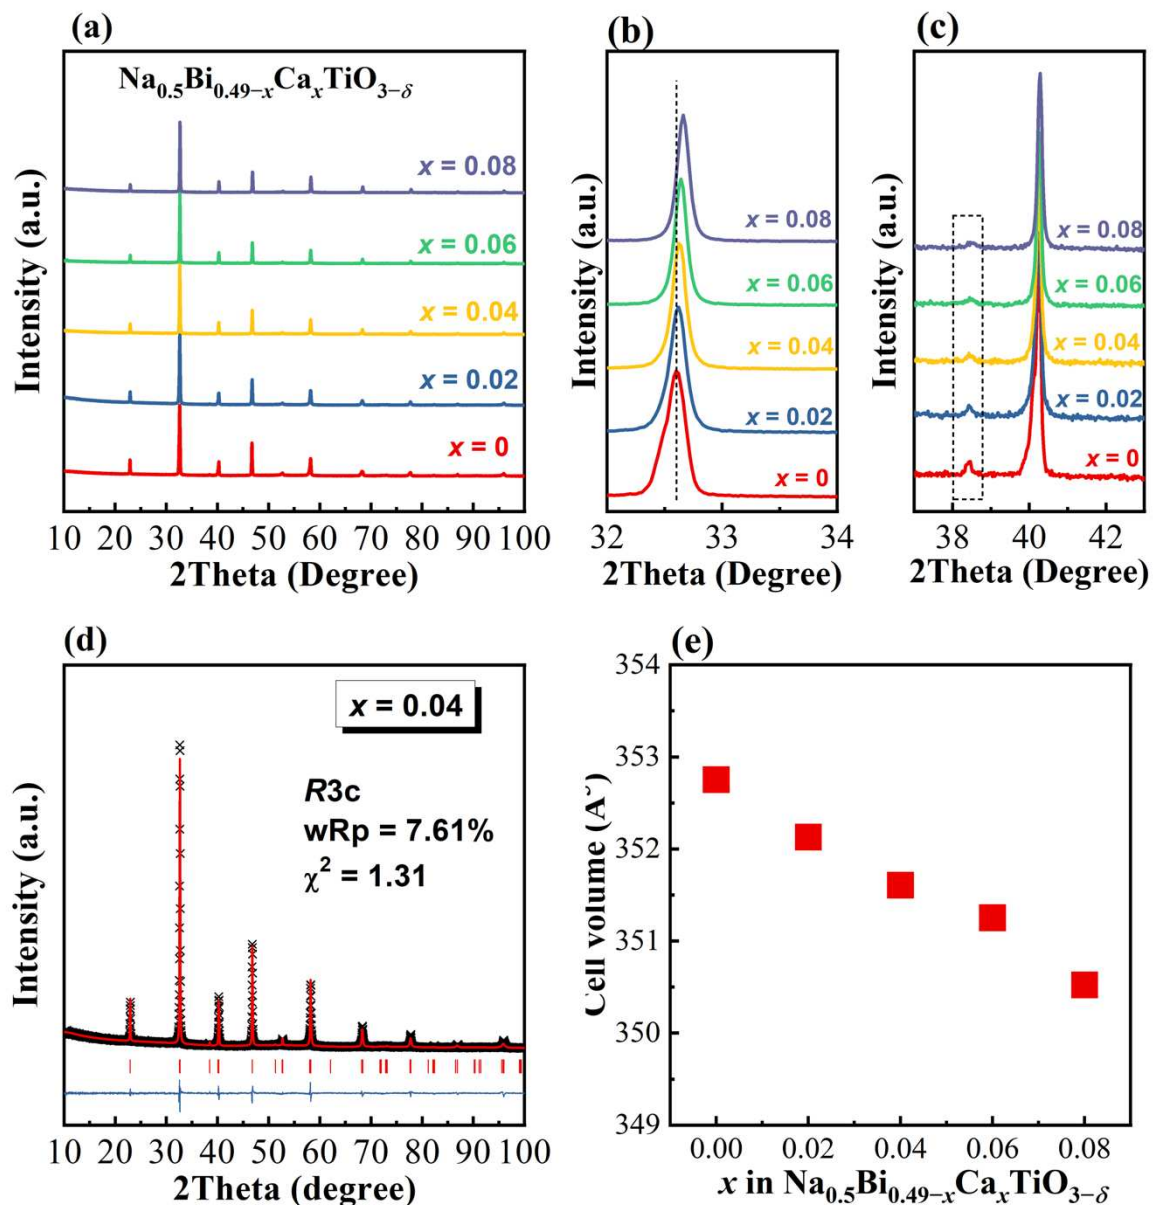 (a)
Na0.5Bi0.49−xCaxTiO3−δ
x = 0.08
x = 0.06
x = 0.04
x = 0.02
x = 0
Intensity (a.u.)
10 20 30 40 50 60 70 80 90 100
2Theta (Degree)
(b)
x = 0.08
x = 0.06
x = 0.04
x = 0.02
x = 0
Intensity (a.u.)
32 33 34
2Theta (Degree)
(c)
x = 0.08
x = 0.06
x = 0.04
x = 0.02
x = 0
Intensity (a.u.)
38 40 42
2Theta (Degree)
(d)
x = 0.04
R3c
wRp = 7.61%
χ2 = 1.31
Intensity (a.u.)
10 20 30 40 50 60 70 80 90 100
2Theta (degree)
(e)
354
353
352
351
350
349
Cell volume
0.00 0.02 0.04 0.06 0.08
x in Na0.5Bi0.49−xCaxTiO3−δ